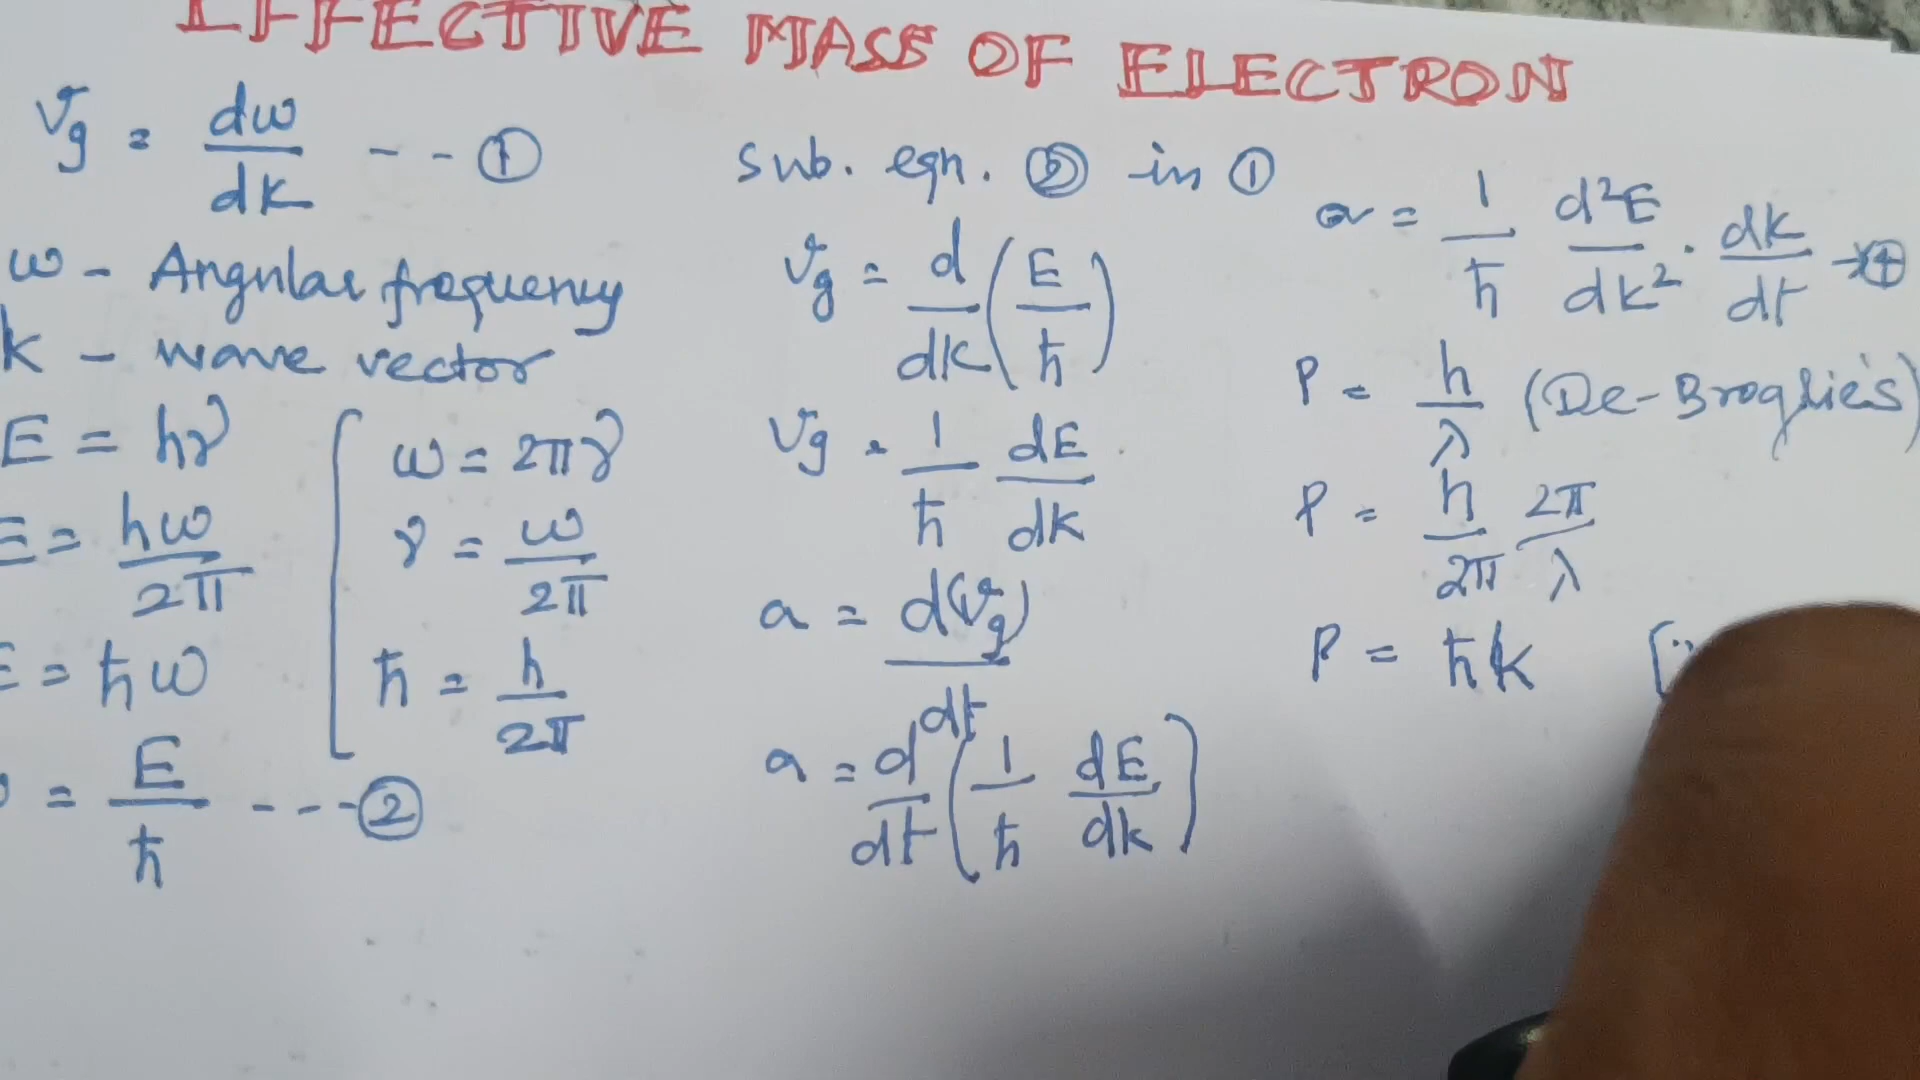 EFFECTIVE MASS OF ELECTRON
Vg = dω/dk --- ①
ω - Angular frequency
k - wave vector
E = hγ
E = hω/2π
E = ħω
= E/ħ ---- ②
ω = 2πγ
γ = ω/2π
ħ = h/2π
sub. eqn. ② in ①
Vg = d/dk (E/ħ)
Vg = 1/ħ dE/dk
a = d(Vg)/dt
a = d/dt (1/ħ dE/dk)
a = 1/ħ d²E/dk² · dk/dt → ④
P = h/λ (De-Broglie's)
P = h/2π 2π/λ
P = ħk [∵